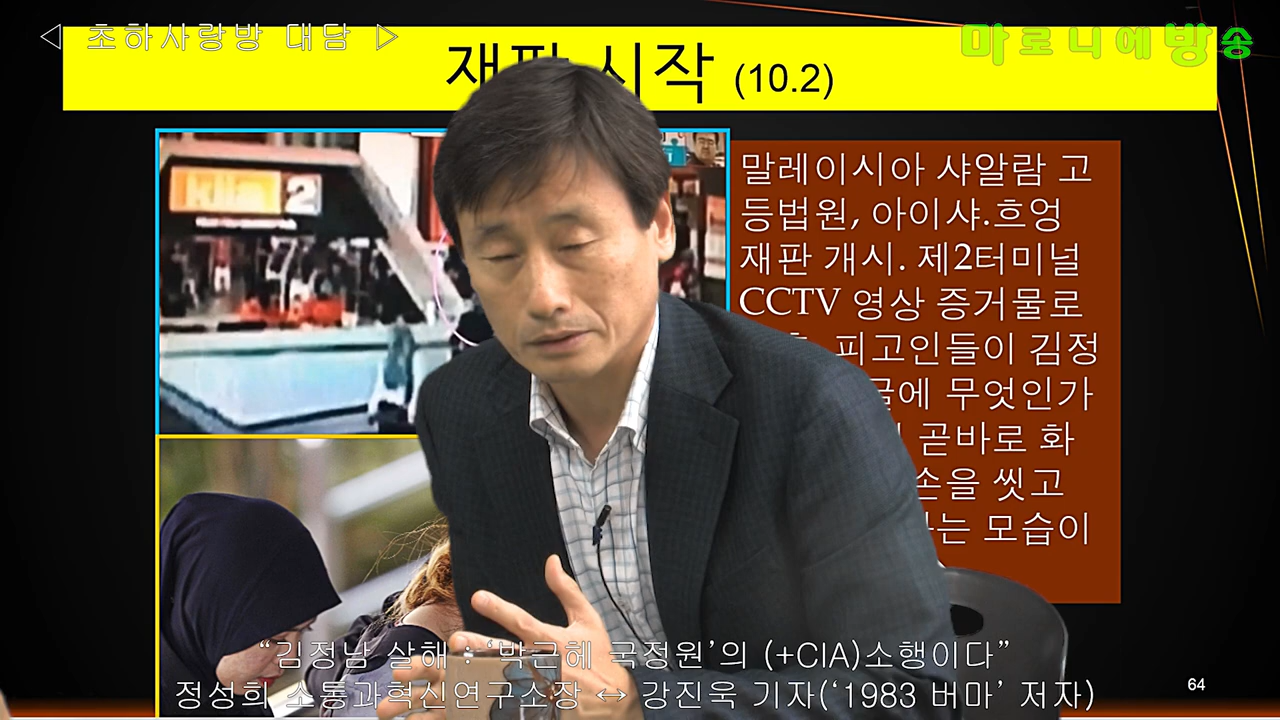 ◁ 초하사랑방 대담 ▷
마로니에방송
시작 (10.2)
klia 2
말레이시아 샤알람 고
등법원, 아이샤.흐엉
재판 개시. 제2터미널
CCTV 영상 증거물로
피고인들이 김정
무엇인가
곧바로 화
손을 씻고
모습이
“김정남 살해 : ‘박근혜 국정원’의 (+CIA)소행이다”
정성희 소통과혁신연구소장 ↔ 강진욱 기자(‘1983 버마’ 저자)
64